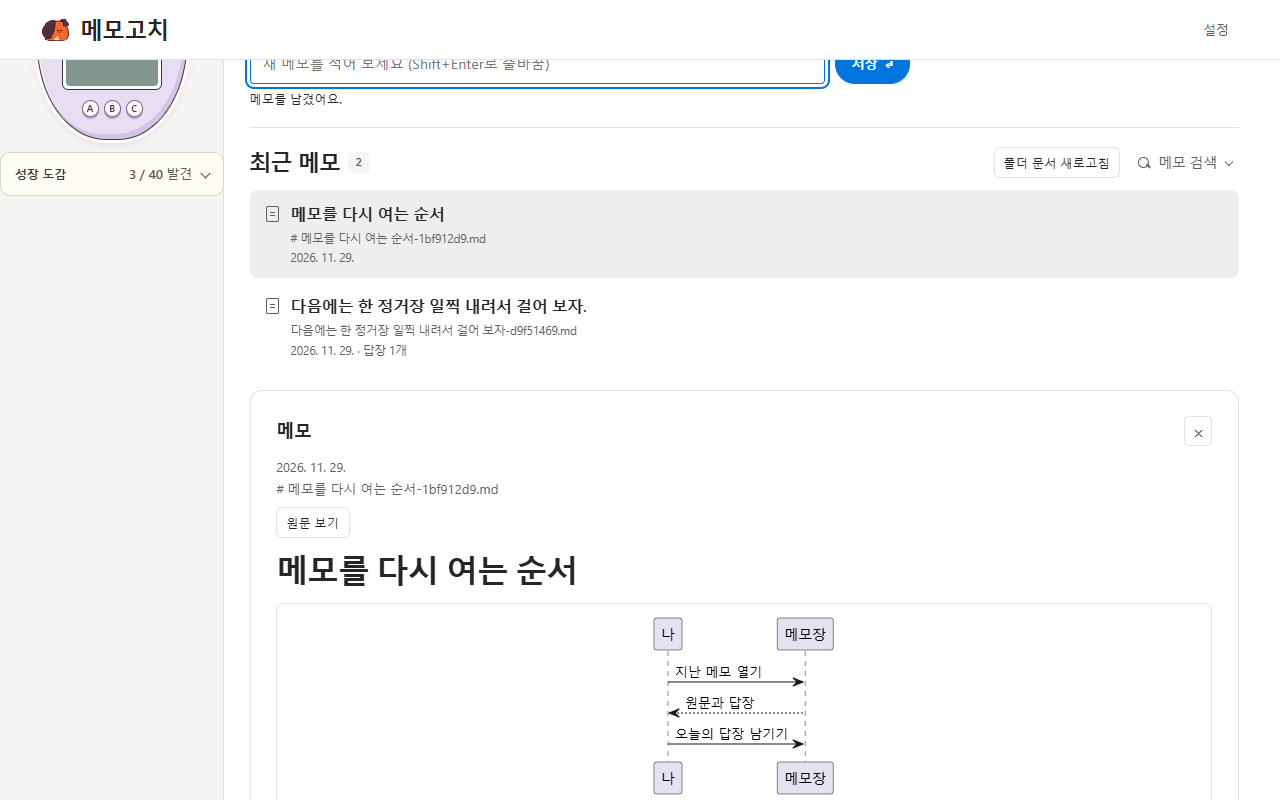 메모고치
설정
새 메모를 적어 보세요 (Shift+Enter로 줄바꿈)
저장
메모를 남겼어요.
A B C
성장 도감 3 / 40 발견
최근 메모 2
폴더 문서 새로고침
메모 검색
메모를 다시 여는 순서
# 메모를 다시 여는 순서-1bf912d9.md
2026. 11. 29.
다음에는 한 정거장 일찍 내려서 걸어 보자.
다음에는 한 정거장 일찍 내려서 걸어 보자-d9f51469.md
2026. 11. 29. · 답장 1개
메모
×
2026. 11. 29.
# 메모를 다시 여는 순서-1bf912d9.md
원문 보기
메모를 다시 여는 순서
나 메모장
지난 메모 열기
원문과 답장
오늘의 답장 남기기
나 메모장